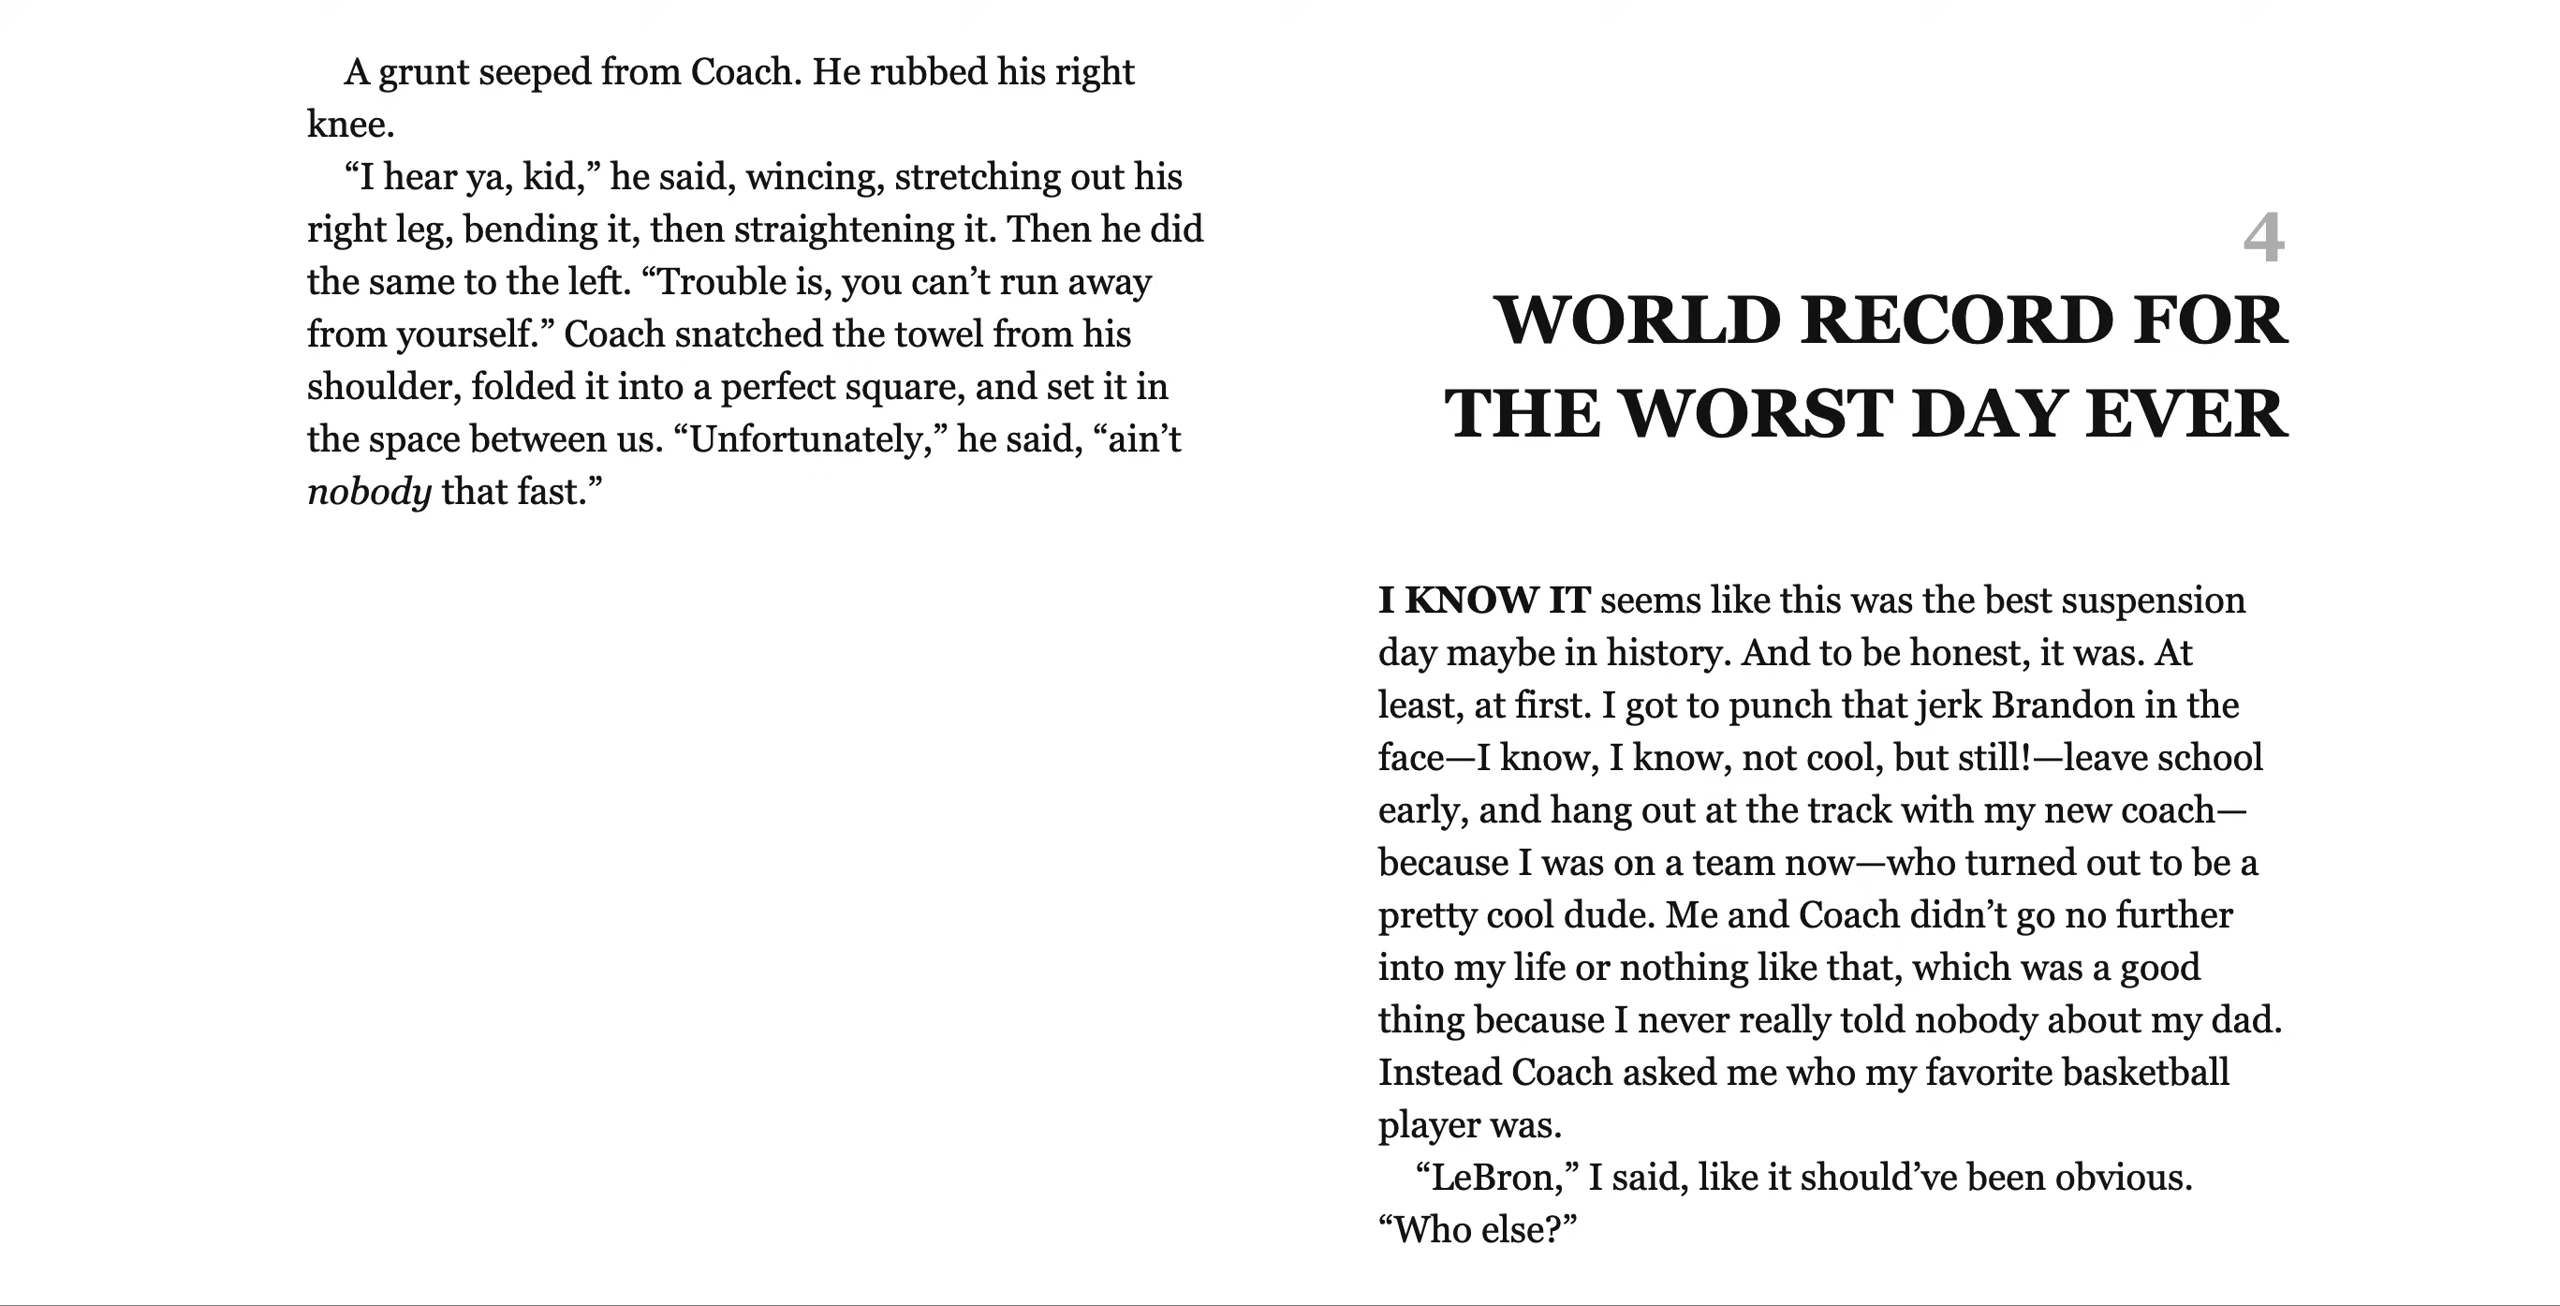 A grunt seeped from Coach. He rubbed his right
knee.
“I hear ya, kid,” he said, wincing, stretching out his
right leg, bending it, then straightening it. Then he did
the same to the left. “Trouble is, you can’t run away
from yourself.” Coach snatched the towel from his
shoulder, folded it into a perfect square, and set it in
the space between us. “Unfortunately,” he said, “ain’t
nobody that fast.”
4
WORLD RECORD FOR
THE WORST DAY EVER
I KNOW IT seems like this was the best suspension
day maybe in history. And to be honest, it was. At
least, at first. I got to punch that jerk Brandon in the
face—I know, I know, not cool, but still!—leave school
early, and hang out at the track with my new coach—
because I was on a team now—who turned out to be a
pretty cool dude. Me and Coach didn’t go no further
into my life or nothing like that, which was a good
thing because I never really told nobody about my dad.
Instead Coach asked me who my favorite basketball
player was.
“LeBron,” I said, like it should’ve been obvious.
“Who else?”